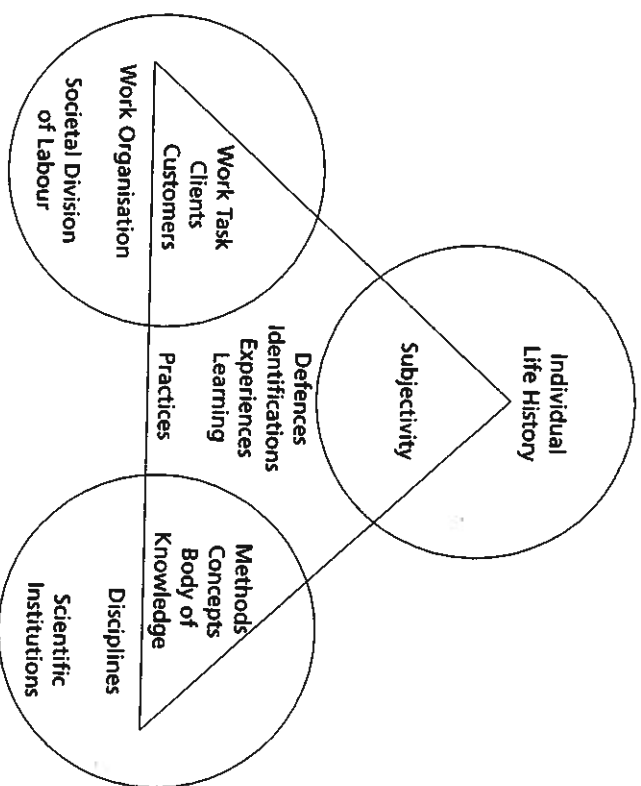 Individual
Life History
Subjectivity
Defences
Identifications
Experiences
Learning
Practices
Work Task
Clients
Customers
Work Organisation
Societal Division
of Labour
Methods
Concepts
Body of
Knowledge
Disciplines
Scientific
Institutions